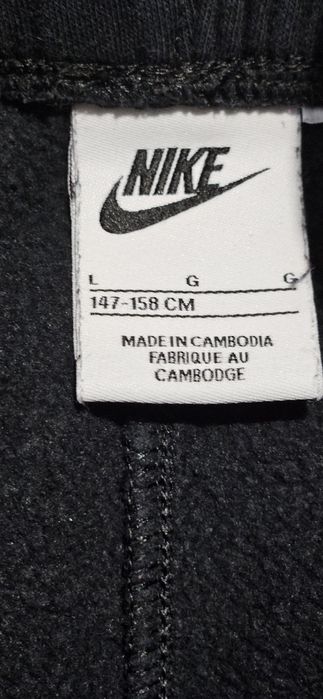 NIKE
L G G
147-158 CM
MADE IN CAMBODIA
FABRIQUE AU
CAMBODGE